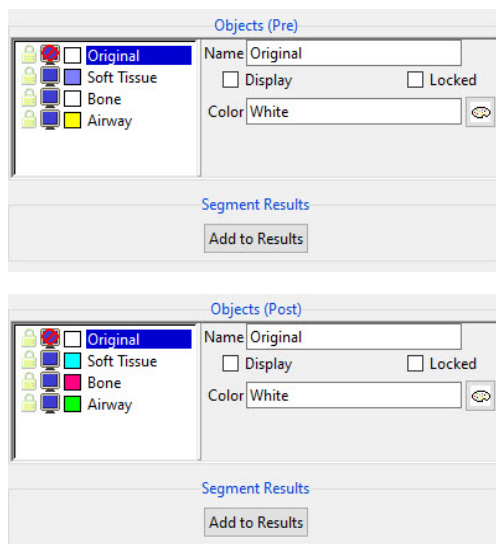 Objects (Pre)
Original
Soft Tissue
Bone
Airway
Name Original
Display Locked
Color White
Segment Results
Add to Results
Objects (Post)
Original
Soft Tissue
Bone
Airway
Name Original
Display Locked
Color White
Segment Results
Add to Results